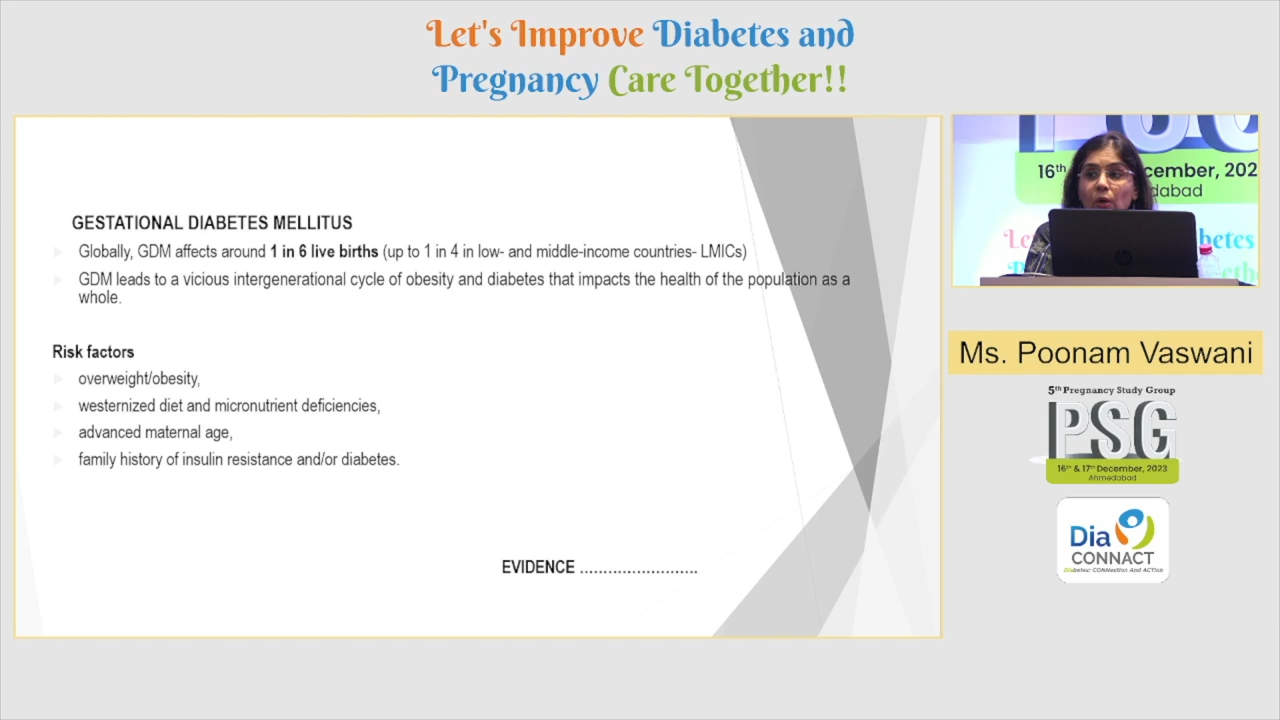 Let's Improve Diabetes and
Pregnancy Care Together!!
GESTATIONAL DIABETES MELLITUS
Globally, GDM affects around 1 in 6 live births (up to 1 in 4 in low- and middle-income countries- LMICs)
GDM leads to a vicious intergenerational cycle of obesity and diabetes that impacts the health of the population as a
whole.
Risk factors
overweight/obesity,
westernized diet and micronutrient deficiencies,
advanced maternal age,
family history of insulin resistance and/or diabetes.
EVIDENCE ........................
16th
cember, 202
dabad
Le
betes
Ms. Poonam Vaswani
5th Pregnancy Study Group
PSG
16th & 17th December, 2023
Ahmedabad
Dia
CONNACT
Diabetes: CONNection And ACTion